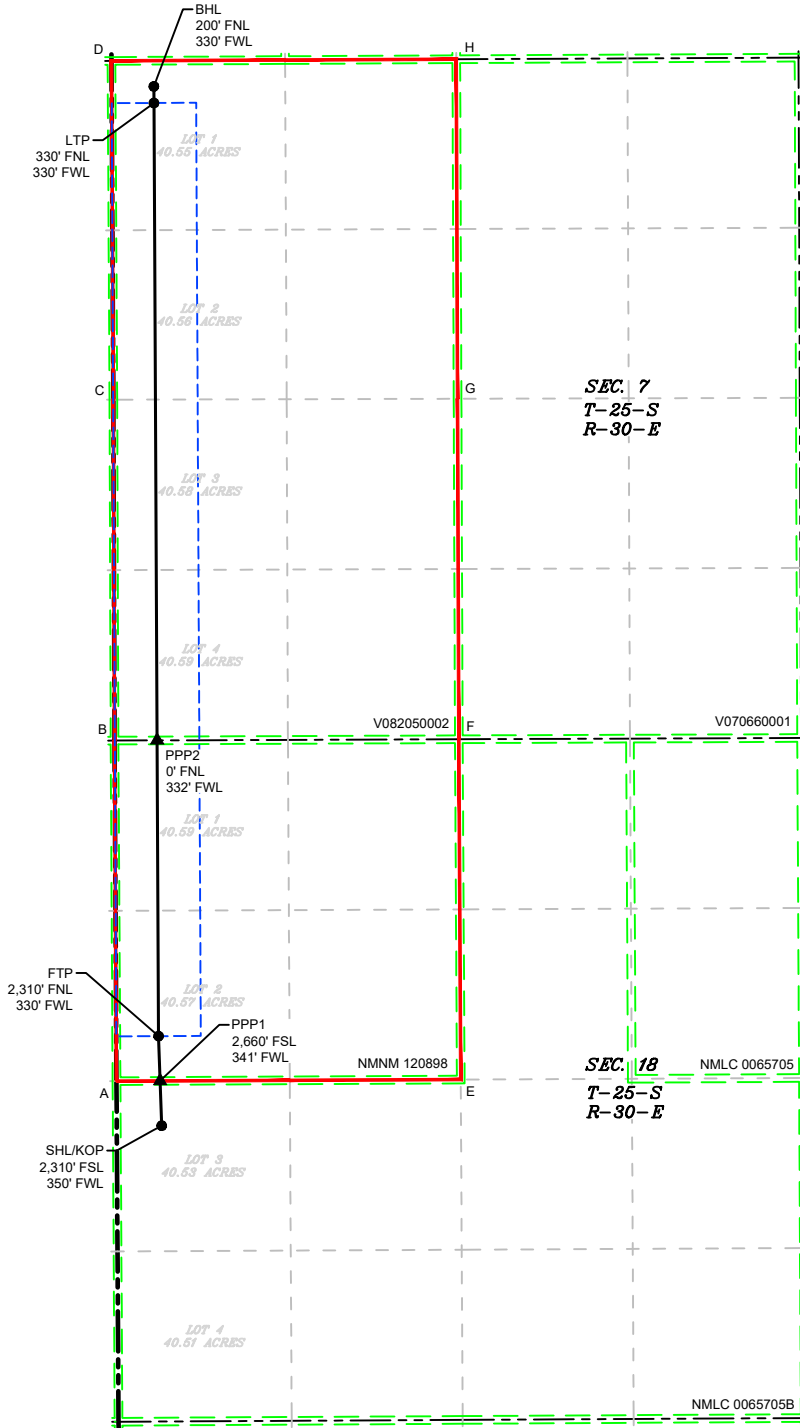 BHL
200' FNL
330' FWL
D
H
LTP
330' FNL
330' FWL
LOT 1
40.55 ACRES
LOT 2
40.56 ACRES
C
G
SEC. 7
T-25-S
R-30-E
LOT 3
40.58 ACRES
LOT 4
40.59 ACRES
B
V082050002
F
V070660001
PPP2
0' FNL
332' FWL
LOT 1
40.59 ACRES
FTP
2,310' FNL
330' FWL
LOT 2
40.57 ACRES
PPP1
2,660' FSL
341' FWL
NMNM 120898
SEC. 18
T-25-S
R-30-E
NMLC 0065705
A
E
SHL/KOP
2,310' FSL
350' FWL
LOT 3
40.53 ACRES
LOT 4
40.51 ACRES
NMLC 0065705B